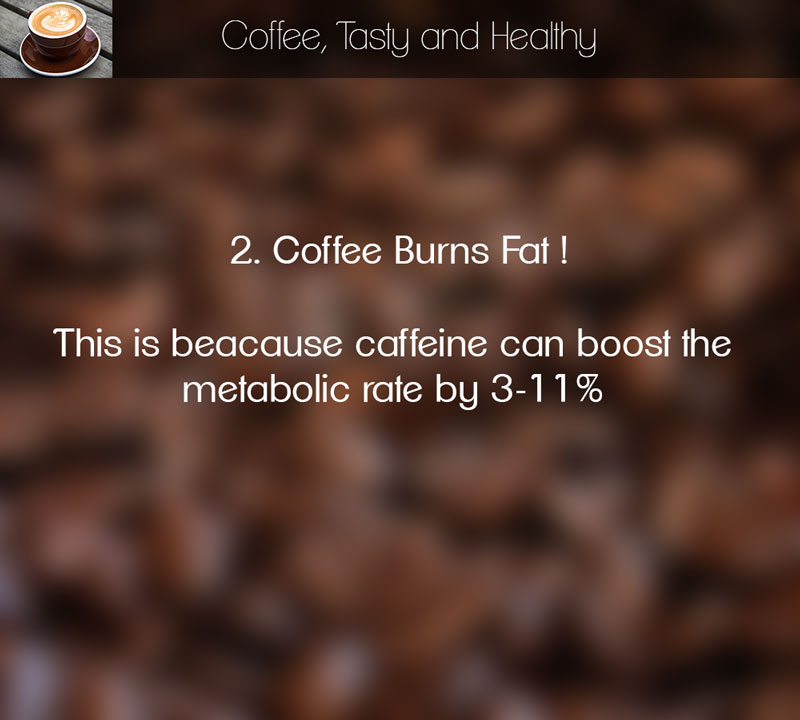 Coffee, Tasty and Healthy
2. Coffee Burns Fat !
This is beacause caffeine can boost the
metabolic rate by 3-11%